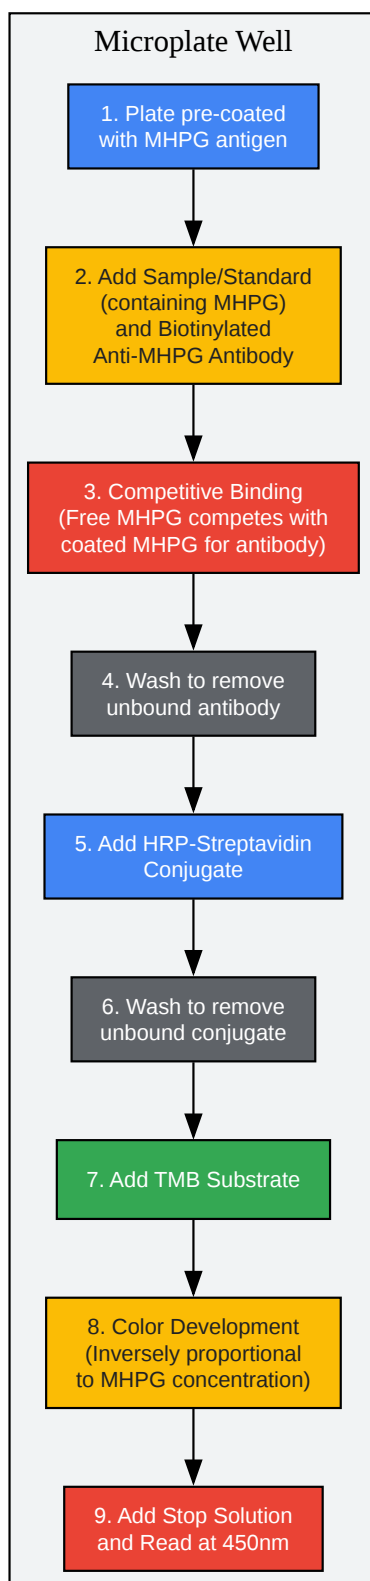 Microplate Well
1. Plate pre-coated
with MHPG antigen
2. Add Sample/Standard
(containing MHPG)
and Biotinylated
Anti-MHPG Antibody
3. Competitive Binding
(Free MHPG competes with
coated MHPG for antibody)
4. Wash to remove
unbound antibody
5. Add HRP-Streptavidin
Conjugate
6. Wash to remove
unbound conjugate
7. Add TMB Substrate
8. Color Development
(Inversely proportional
to MHPG concentration)
9. Add Stop Solution
and Read at 450nm